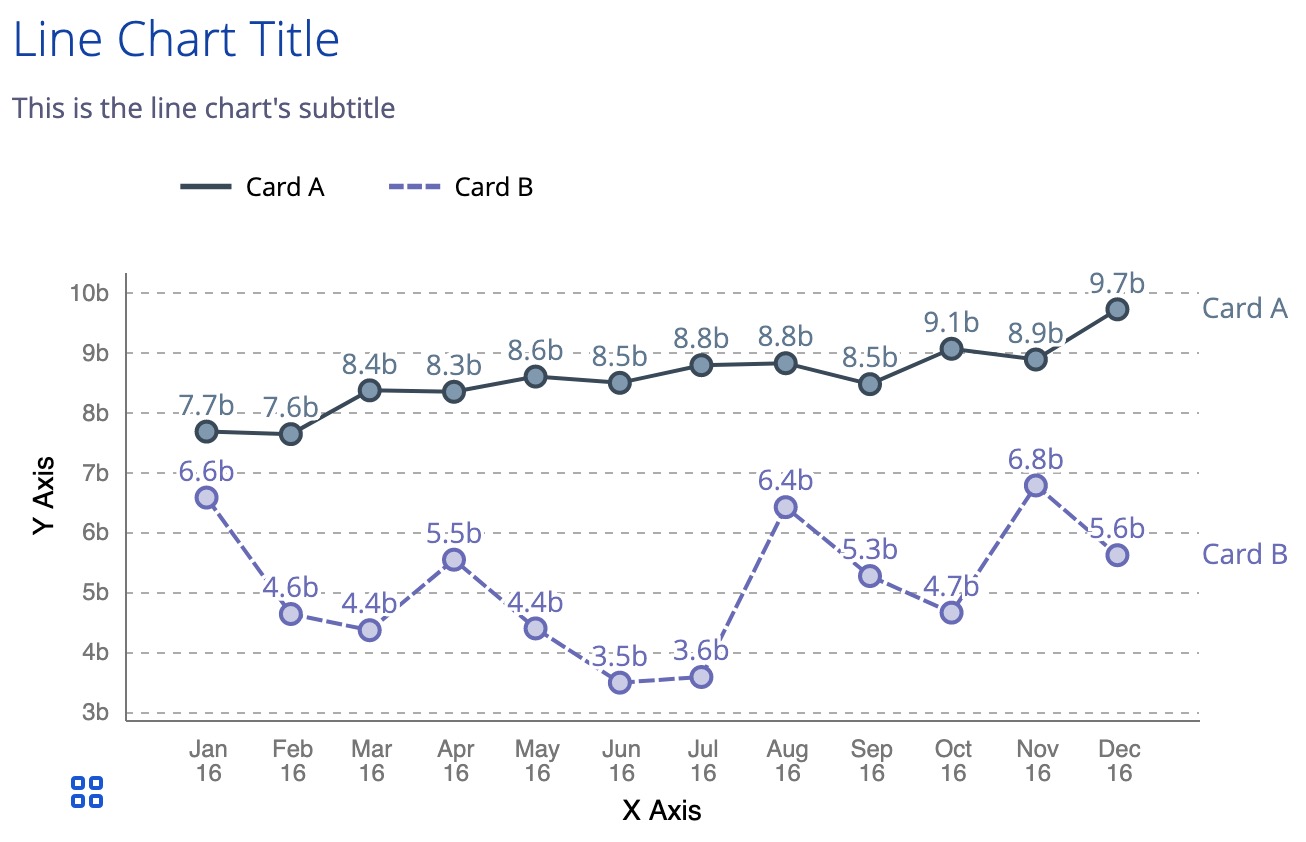 Line Chart Title
This is the line chart's subtitle
Card A Card B
10b
9b
8b
7b
6b
5b
4b
3b
Y Axis
7.7b 7.6b 8.4b 8.3b 8.6b 8.5b 8.8b 8.8b 8.5b 9.1b 8.9b 9.7b
Card A
6.6b 4.6b 4.4b 5.5b 4.4b 3.5b 3.6b 6.4b 5.3b 4.7b 6.8b 5.6b
Card B
Jan Feb Mar Apr May Jun Jul Aug Sep Oct Nov Dec
16 16 16 16 16 16 16 16 16 16 16 16
X Axis